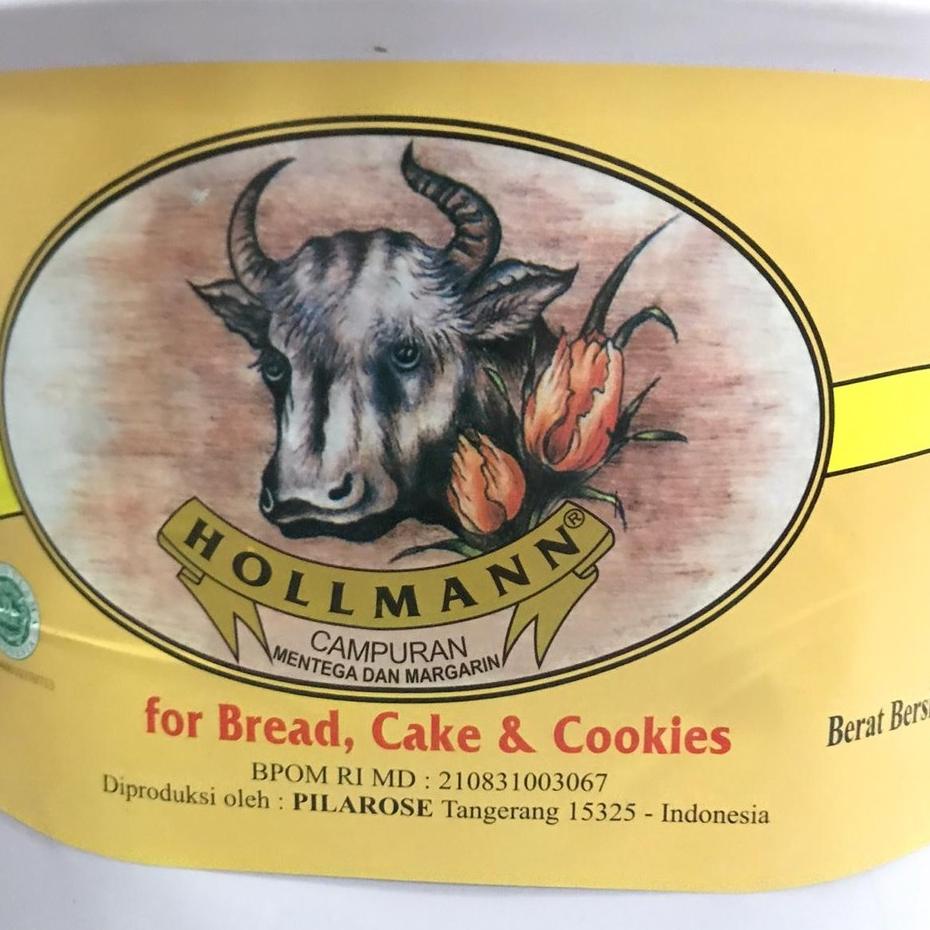 HOLLMANN®
CAMPURAN
MENTEGA DAN MARGARIN
for Bread, Cake & Cookies
BPOM RI MD : 210831003067
Diproduksi oleh : PILAROSE Tangerang 15325 - Indonesia
Berat